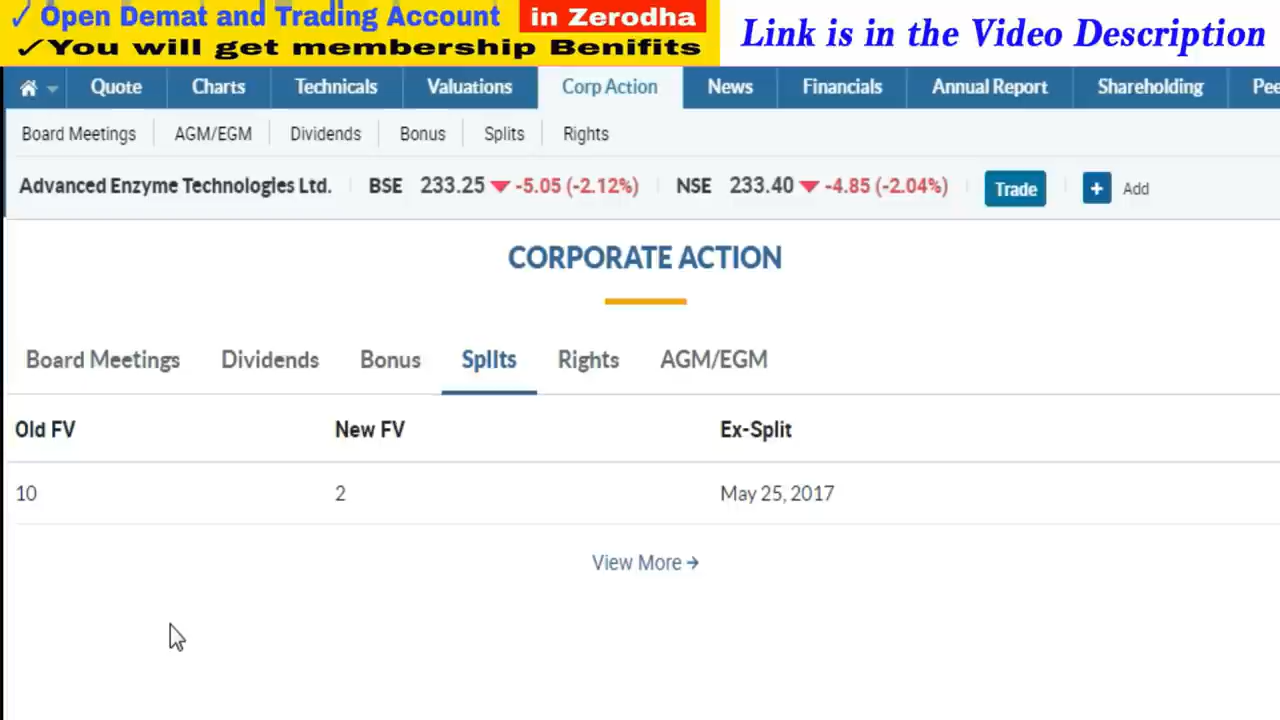 ✓ Open Demat and Trading Account in Zerodha
✓You will get membership Benifits
Link is in the Video Description
Quote Charts Technicals Valuations Corp Action News Financials Annual Report Shareholding Pee
Board Meetings AGM/EGM Dividends Bonus Splits Rights
Advanced Enzyme Technologies Ltd. BSE 233.25 -5.05 (-2.12%) NSE 233.40 -4.85 (-2.04%) Trade + Add
CORPORATE ACTION
Board Meetings Dividends Bonus Splits Rights AGM/EGM
Old FV New FV Ex-Split
10 2 May 25, 2017
View More →